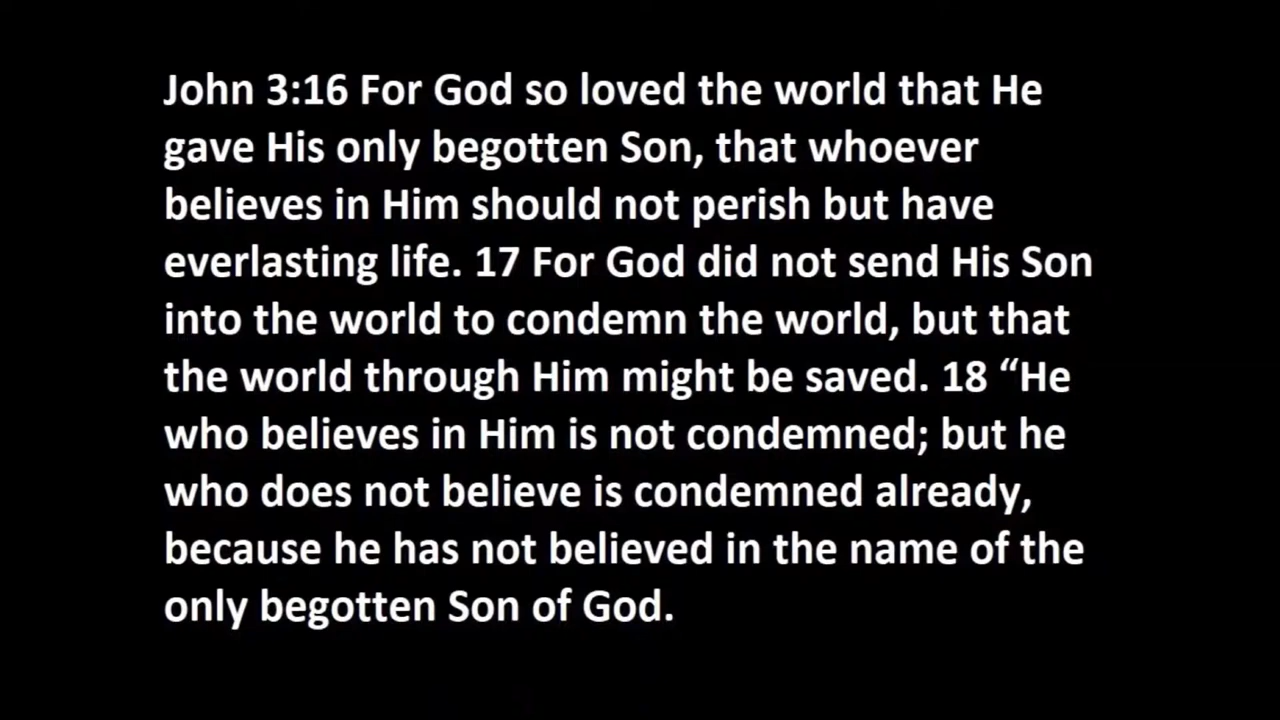 John 3:16 For God so loved the world that He
gave His only begotten Son, that whoever
believes in Him should not perish but have
everlasting life. 17 For God did not send His Son
into the world to condemn the world, but that
the world through Him might be saved. 18 “He
who believes in Him is not condemned; but he
who does not believe is condemned already,
because he has not believed in the name of the
only begotten Son of God.